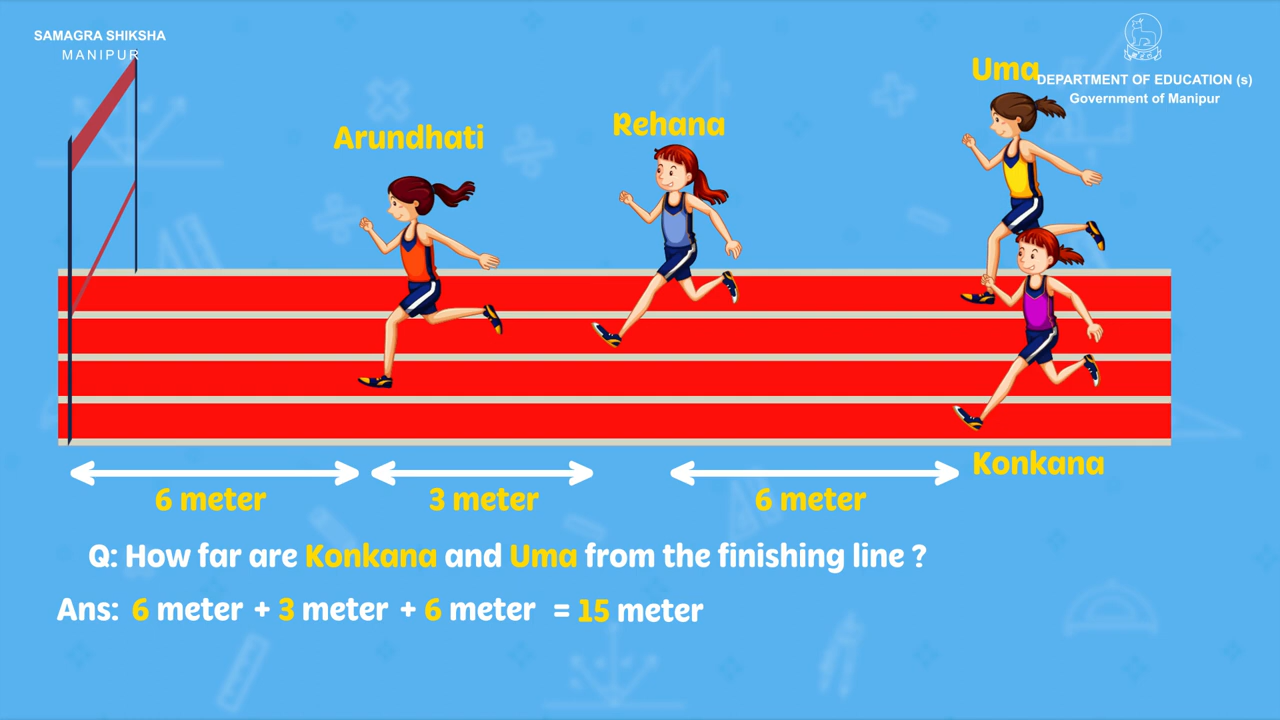 SAMAGRA SHIKSHA
MANIPUR
DEPARTMENT OF EDUCATION (s)
Government of Manipur
Arundhati
Rehana
Uma
Konkana
6 meter
3 meter
6 meter
Q: How far are Konkana and Uma from the finishing line ?
Ans: 6 meter + 3 meter + 6 meter = 15 meter